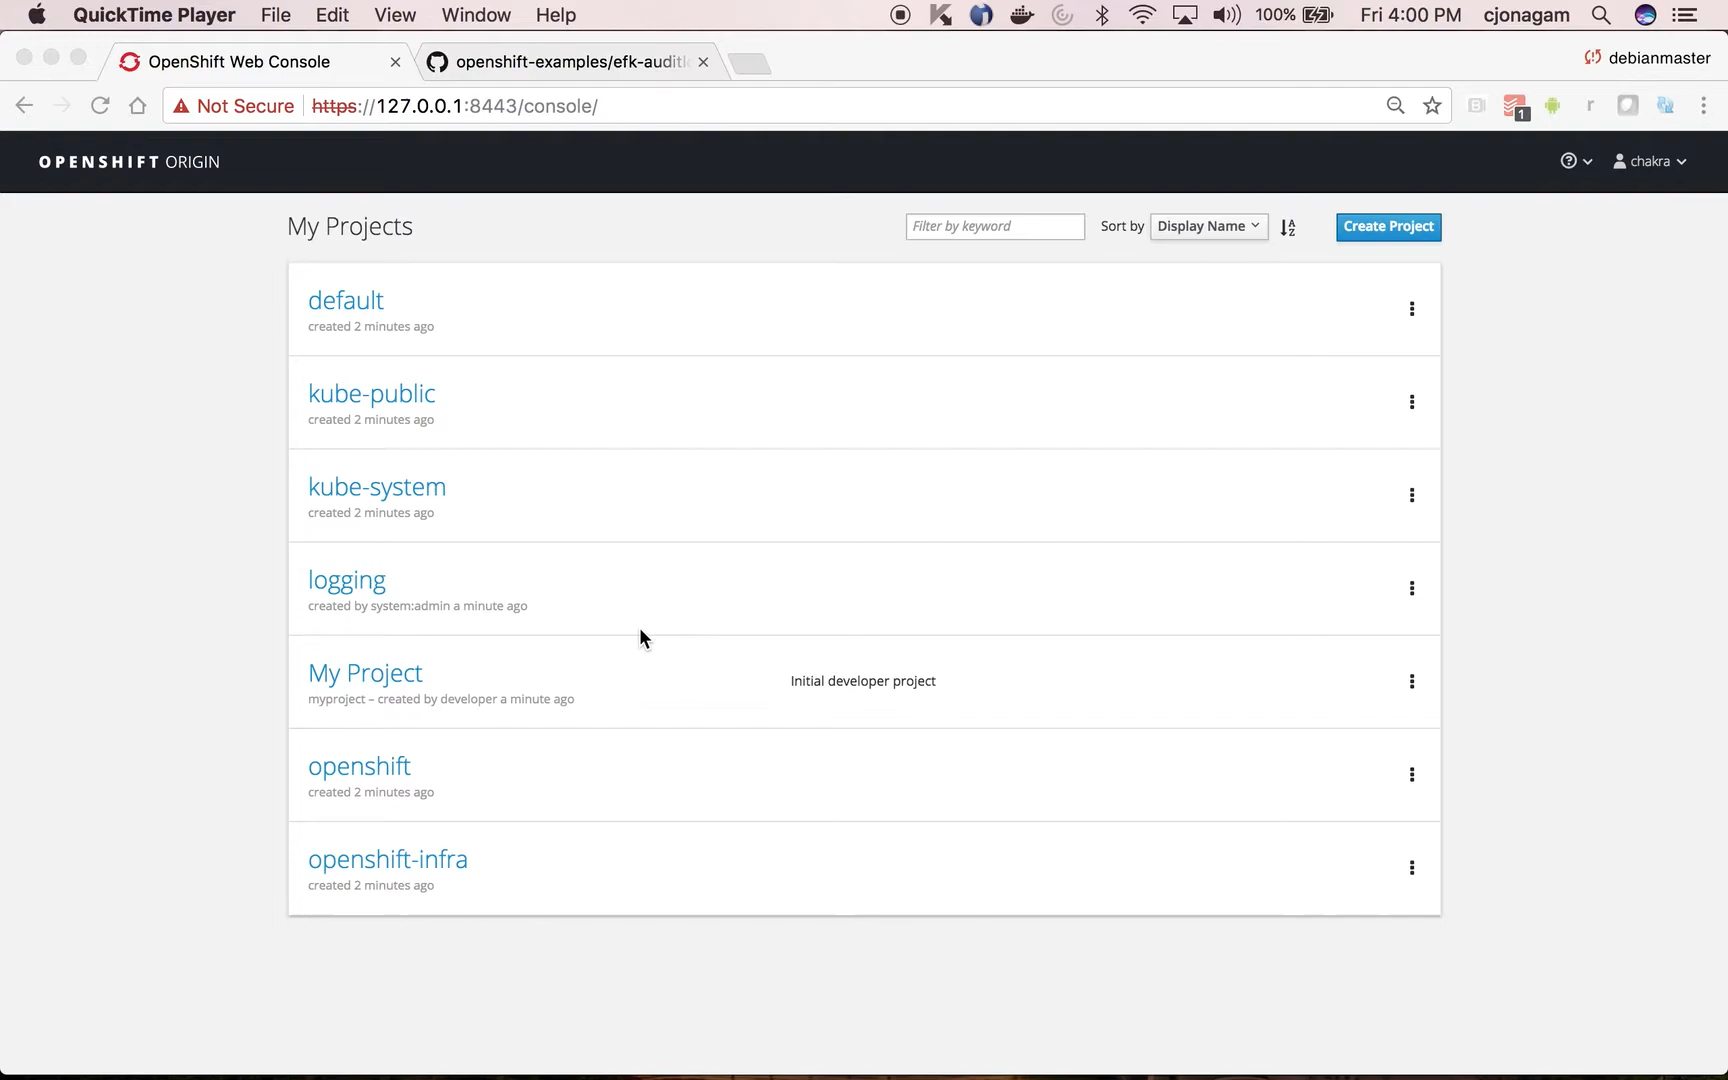 QuickTime Player File Edit View Window Help 100% Fri 4:00 PM cjonagam
OpenShift Web Console openshift-examples/efk-auditl debianmaster
Not Secure https://127.0.0.1:8443/console/ 1
OPENSHIFT ORIGIN chakra
My Projects Filter by keyword Sort by Display Name Create Project
default
created 2 minutes ago
kube-public
created 2 minutes ago
kube-system
created 2 minutes ago
logging
created by system:admin a minute ago
My Project Initial developer project
myproject – created by developer a minute ago
openshift
created 2 minutes ago
openshift-infra
created 2 minutes ago